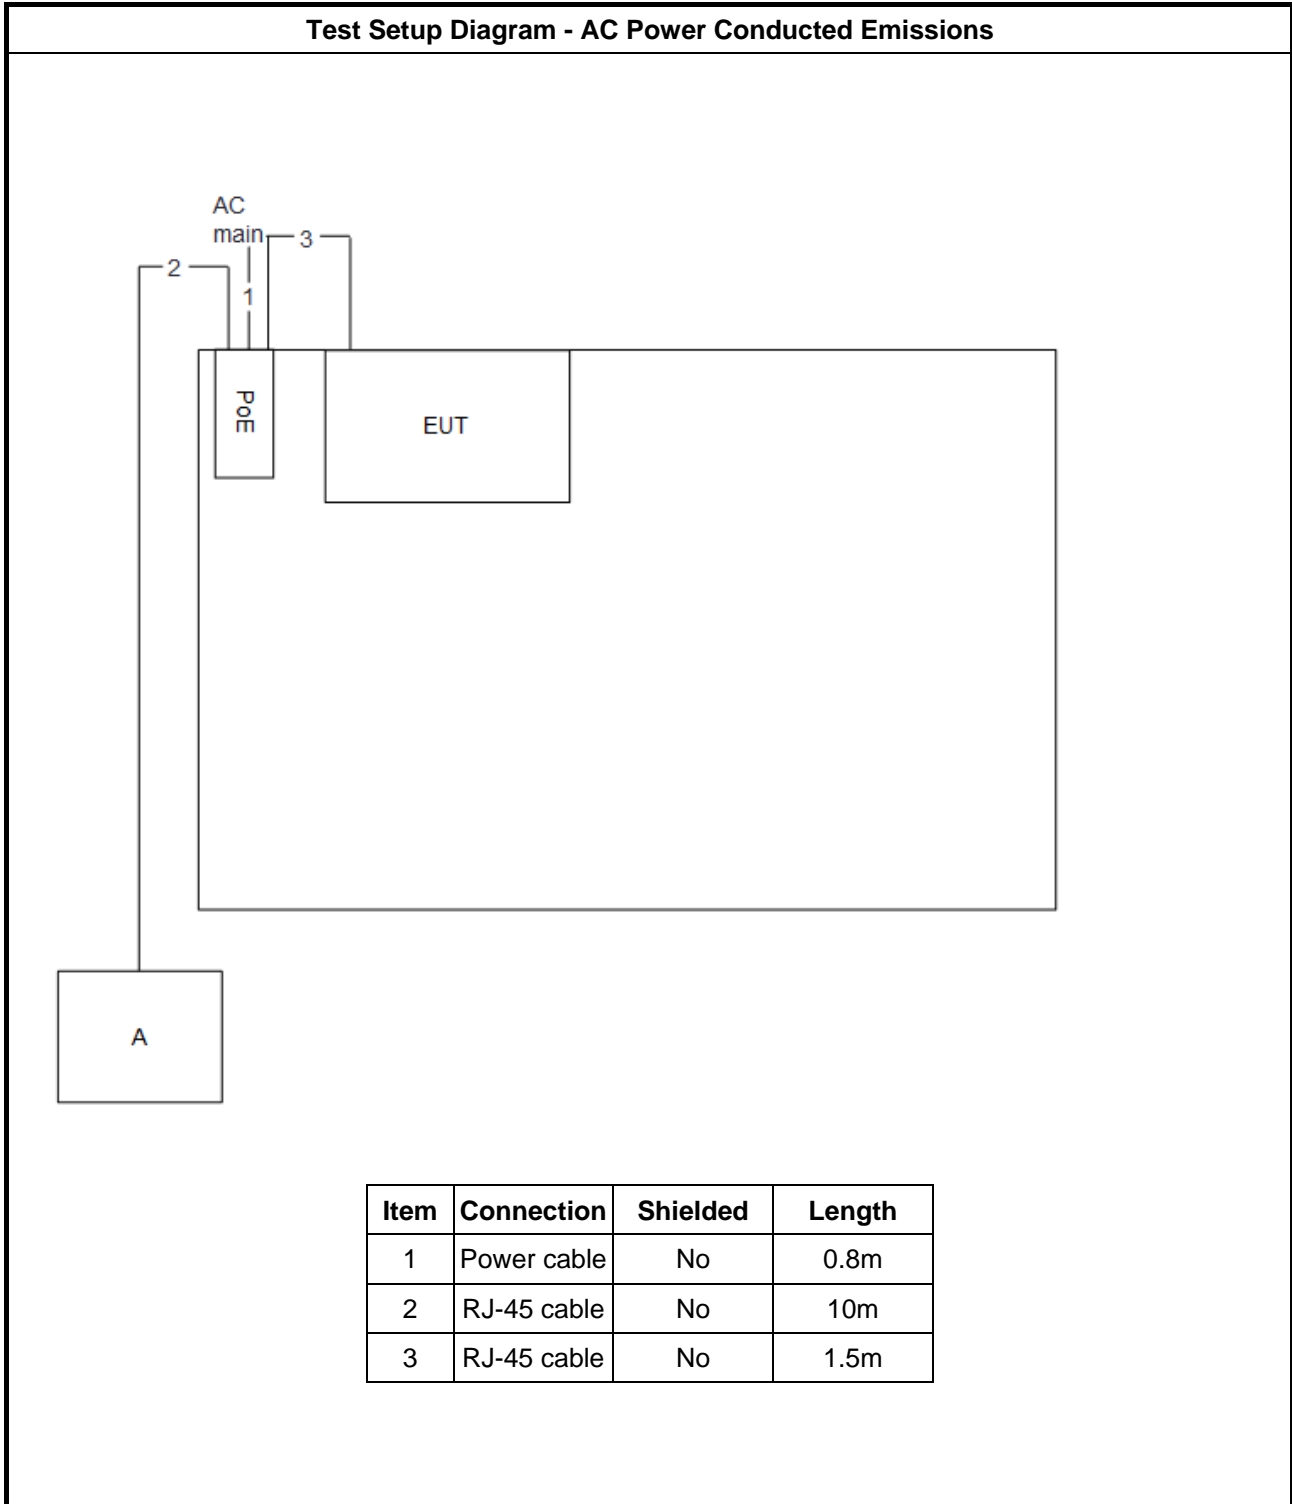 Test Setup Diagram - AC Power Conducted Emissions
AC
main
3
2
1
PoE
EUT
A
Item Connection Shielded Length
1 Power cable No 0.8m
2 RJ-45 cable No 10m
3 RJ-45 cable No 1.5m